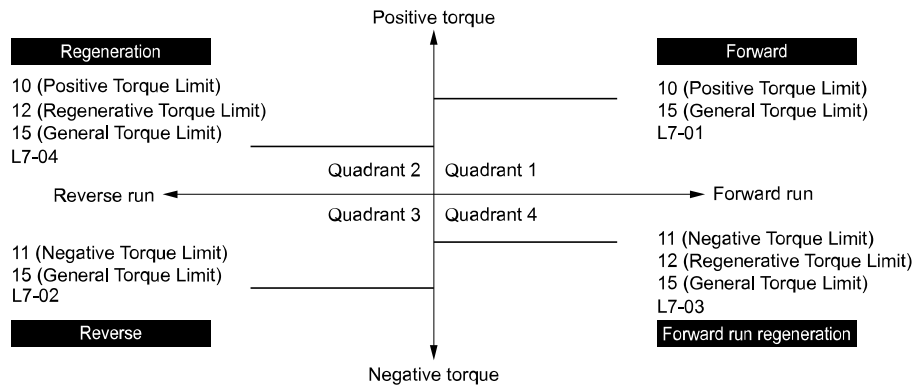 Positive torque
Regeneration
10 (Positive Torque Limit)
12 (Regenerative Torque Limit)
15 (General Torque Limit)
L7-04
Forward
10 (Positive Torque Limit)
15 (General Torque Limit)
L7-01
Quadrant 2
Quadrant 1
Reverse run
Forward run
Quadrant 3
Quadrant 4
11 (Negative Torque Limit)
15 (General Torque Limit)
L7-02
Reverse
11 (Negative Torque Limit)
12 (Regenerative Torque Limit)
15 (General Torque Limit)
L7-03
Forward run regeneration
Negative torque